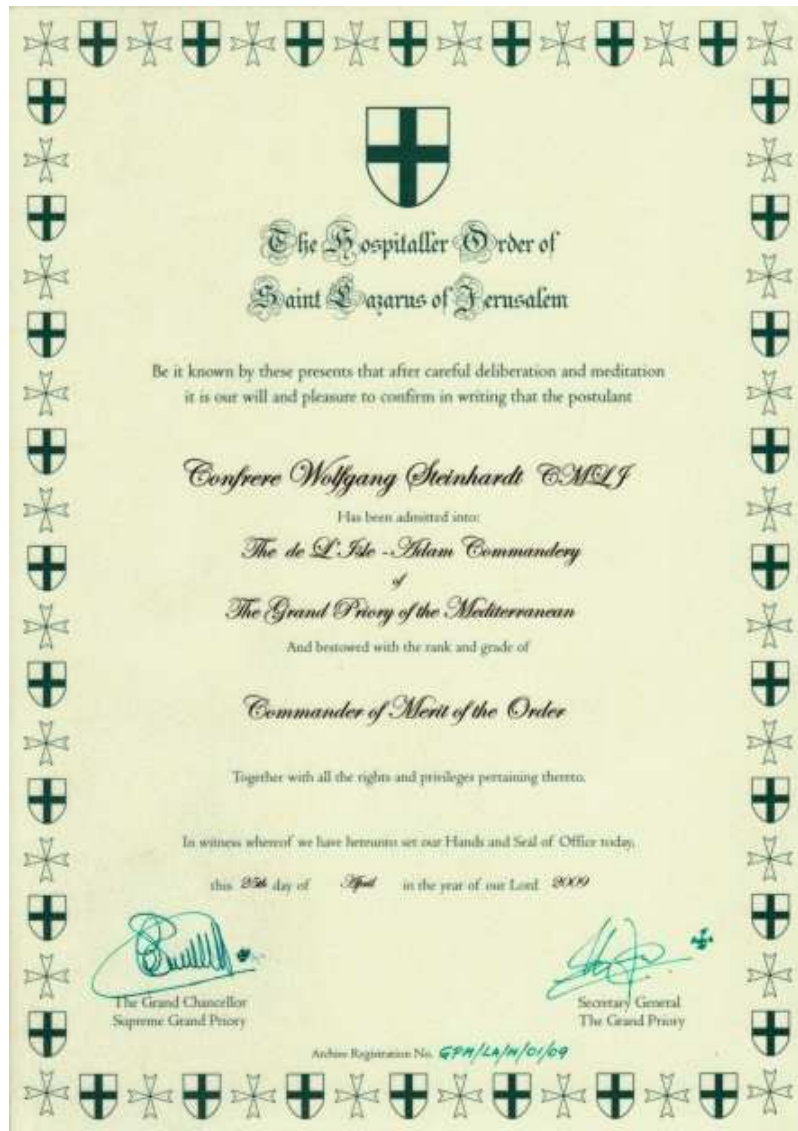 The Hospitaller Order of
Saint Lazarus of Jerusalem
Be it known by these presents that after careful deliberation and meditation
it is our will and pleasure to confirm in writing that the postulant
Confrere Wolfgang Steinhardt CMLJ
Has been admitted into:
The de L'Isle - Adam Commandery
of
The Grand Priory of the Mediterranean
And bestowed with the rank and grade of
Commander of Merit of the Order
Together with all the rights and privileges pertaining thereto.
In witness whereof we have hereunto set our Hands and Seal of Office today,
this 25th day of April in the year of our Lord 2009
The Grand Chancellor
Supreme Grand Priory
Secretary General
The Grand Priory
Archive Registration No. GPM/LA/M/01/09